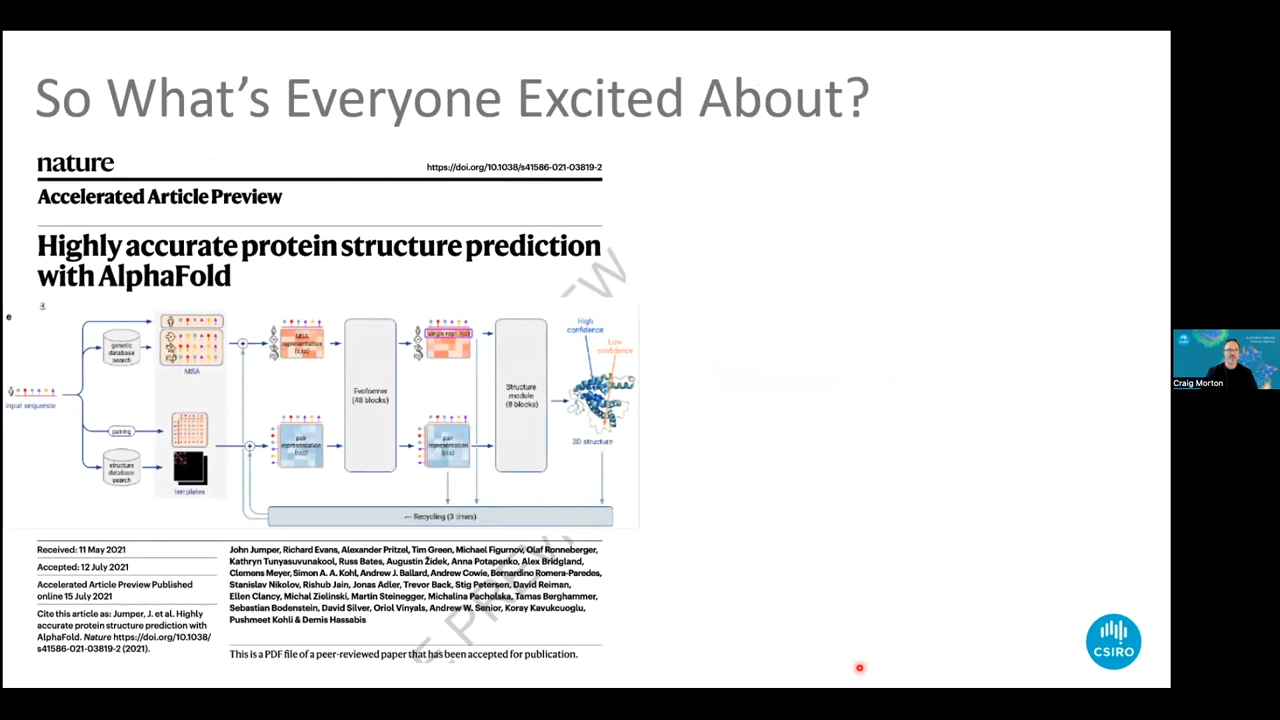 So What's Everyone Excited About?
nature
https://doi.org/10.1038/s41586-021-03819-2
Accelerated Article Preview
Highly accurate protein structure prediction
with AlphaFold
e
High
confidence
Low
confidence
genetic
database
search
MSA
MSA
representation
single repr. (r,c)
Evoformer
(48 blocks)
Structure
module
(8 blocks)
input sequence
pairing
pair
representation
(r,r,c)
pair
representation
(r,r,c)
3D structure
structure
database
search
templates
← Recycling (3 times)
Received: 11 May 2021
Accepted: 12 July 2021
Accelerated Article Preview Published
online 15 July 2021
Cite this article as: Jumper, J. et al. Highly
accurate protein structure prediction with
AlphaFold. Nature https://doi.org/10.1038/
s41586-021-03819-2 (2021).
John Jumper, Richard Evans, Alexander Pritzel, Tim Green, Michael Figurnov, Olaf Ronneberger,
Kathryn Tunyasuvunakool, Russ Bates, Augustin Žídek, Anna Potapenko, Alex Bridgland,
Clemens Meyer, Simon A. A. Kohl, Andrew J. Ballard, Andrew Cowie, Bernardino Romera-Paredes,
Stanislav Nikolov, Rishub Jain, Jonas Adler, Trevor Back, Stig Petersen, David Reiman,
Ellen Clancy, Michal Zielinski, Martin Steinegger, Michalina Pacholska, Tamas Berghammer,
Sebastian Bodenstein, David Silver, Oriol Vinyals, Andrew W. Senior, Koray Kavukcuoglu,
Pushmeet Kohli & Demis Hassabis
This is a PDF file of a peer-reviewed paper that has been accepted for publication.
E PREVIEW
CSIRO
Craig Morton